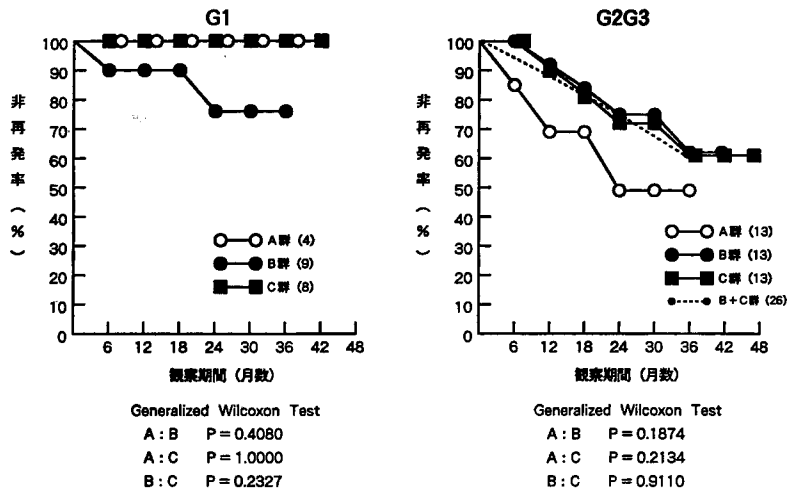 G1
100
90
80
70
60
50
40
30
20
10
0
非再発率(%)
A群 (4)
B群 (9)
C群 (8)
6 12 18 24 30 36 42 48
観察期間 (月数)
Generalized Wilcoxon Test
A : B P = 0.4080
A : C P = 1.0000
B : C P = 0.2327
G2G3
100
90
80
70
60
50
40
30
20
10
0
非再発率(%)
A群 (13)
B群 (13)
C群 (13)
B+C群 (26)
6 12 18 24 30 36 42 48
観察期間 (月数)
Generalized Wilcoxon Test
A : B P = 0.1874
A : C P = 0.2134
B : C P = 0.9110